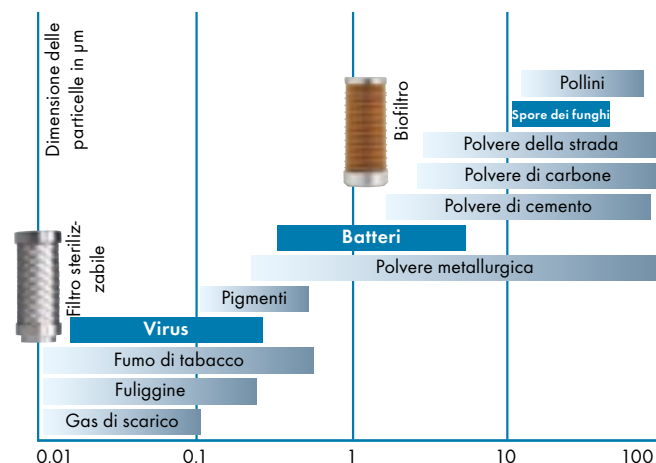 Dimensione delle
particelle in µm
Filtro steriliz-
zabile
Biofiltro
Pollini
Spore dei funghi
Polvere della strada
Polvere di carbone
Polvere di cemento
Batteri
Polvere metallurgica
Pigmenti
Virus
Fumo di tabacco
Fuliggine
Gas di scarico
0.01 0.1 1 10 100